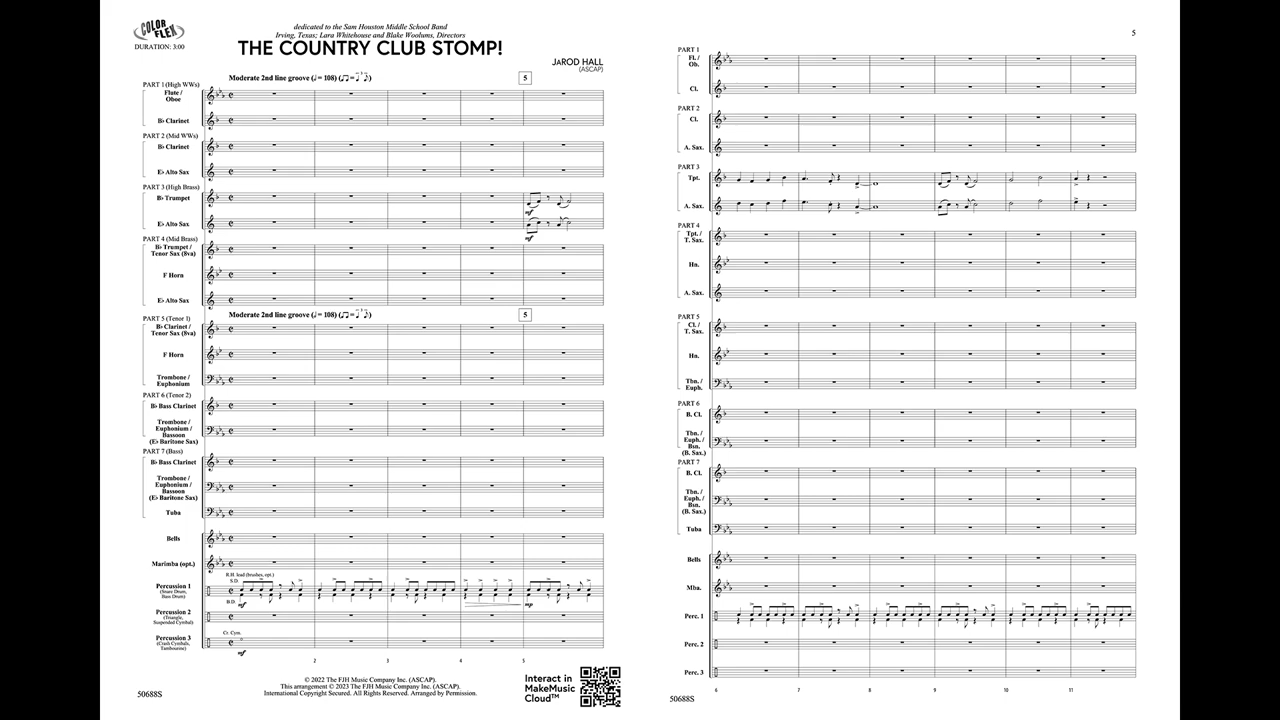 COLOR FLEX
DURATION: 3:00
dedicated to the Sam Houston Middle School Band
Irving, Texas; Lara Whitehouse and Blake Woolums, Directors
THE COUNTRY CLUB STOMP!
JAROD HALL
(ASCAP)
Moderate 2nd line groove (♩= 108) (♫=♩ ♪)
5
PART 1 (High WWs)
Flute /
Oboe
B♭ Clarinet
PART 2 (Mid WWs)
B♭ Clarinet
E♭ Alto Sax
PART 3 (High Brass)
B♭ Trumpet
mf
E♭ Alto Sax
mf
PART 4 (Mid Brass)
B♭ Trumpet /
Tenor Sax (8va)
F Horn
E♭ Alto Sax
Moderate 2nd line groove (♩= 108) (♫=♩ ♪)
5
PART 5 (Tenor 1)
B♭ Clarinet /
Tenor Sax (8va)
F Horn
Trombone /
Euphonium
PART 6 (Tenor 2)
B♭ Bass Clarinet
Trombone /
Euphonium /
Bassoon
(E♭ Baritone Sax)
PART 7 (Bass)
B♭ Bass Clarinet
Trombone /
Euphonium /
Bassoon
(E♭ Baritone Sax)
Tuba
Bells
Marimba (opt.)
R.H. lead (brushes, opt.)
S.D.
Percussion 1
(Snare Drum,
Bass Drum)
B.D.
mf
mp
Percussion 2
(Triangle,
Suspended Cymbal)
Cr. Cym.
Percussion 3
(Crash Cymbals,
Tambourine)
mf
2 3 4 5
50688S
© 2022 The FJH Music Company Inc. (ASCAP).
This arrangement © 2023 The FJH Music Company Inc. (ASCAP).
International Copyright Secured. All Rights Reserved. Arranged by Permission.
Interact in
MakeMusic
Cloud™
5
PART 1
Fl. /
Ob.
Cl.
PART 2
Cl.
A. Sax.
PART 3
Tpt.
A. Sax.
PART 4
Tpt. /
T. Sax.
Hn.
A. Sax.
PART 5
Cl. /
T. Sax.
Hn.
Tbn. /
Euph.
PART 6
B. Cl.
Tbn. /
Euph. /
Bsn.
(B. Sax.)
PART 7
B. Cl.
Tbn. /
Euph. /
Bsn.
(B. Sax.)
Tuba
Bells
Mba.
Perc. 1
Perc. 2
Perc. 3
6 7 8 9 10 11
50688S